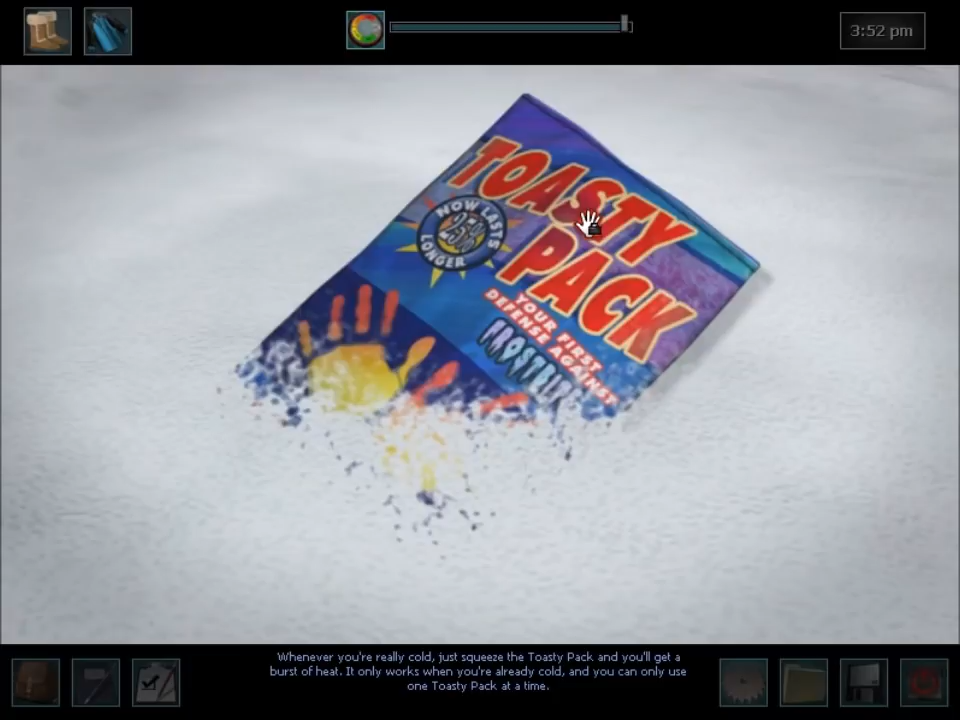 3:52 pm
TOASTY
PACK
NOW LASTS
25%
LONGER
YOUR FIRST
DEFENSE AGAINST
Whenever you're really cold, just squeeze the Toasty Pack and you'll get a
burst of heat. It only works when you're already cold, and you can only use
one Toasty Pack at a time.